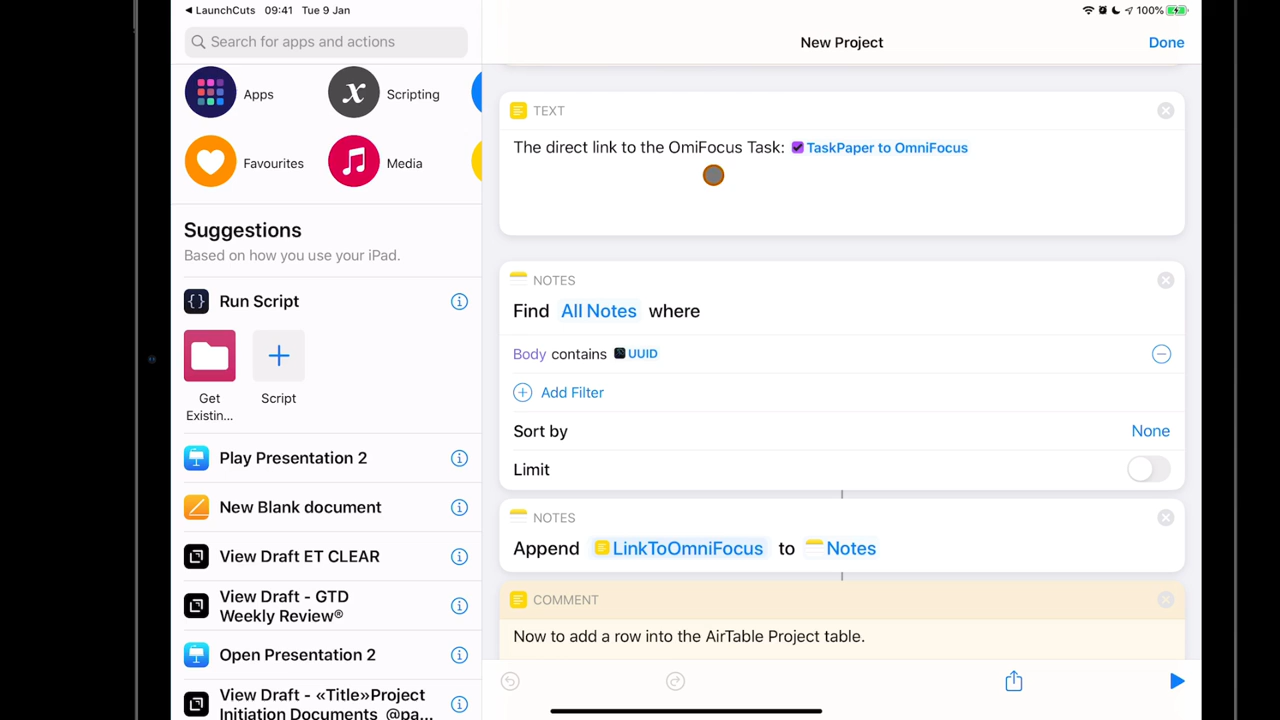 ◀ LaunchCuts 09:41 Tue 9 Jan
100%
Search for apps and actions
Apps
Scripting
Favourites
Media
Suggestions
Based on how you use your iPad.
Run Script
Get
Existin...
Script
Play Presentation 2
New Blank document
View Draft ET CLEAR
View Draft - GTD
Weekly Review®
Open Presentation 2
View Draft - «Title»Project
Initiation Documents @pa...
New Project
Done
TEXT
The direct link to the OmiFocus Task: TaskPaper to OmniFocus
NOTES
Find All Notes where
Body contains UUID
Add Filter
Sort by None
Limit
NOTES
Append LinkToOmniFocus to Notes
COMMENT
Now to add a row into the AirTable Project table.